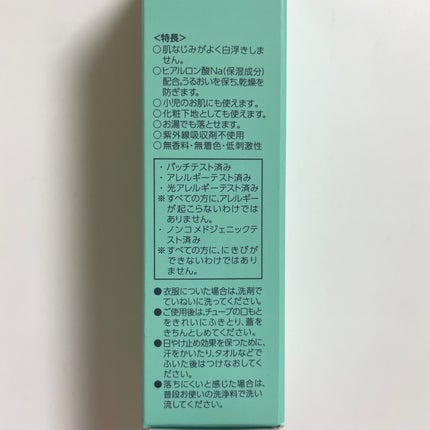 <特長>
○肌なじみがよく白浮きしま
せん。
○ヒアルロン酸Na(保湿成分)
配合。うるおいを保ち、乾燥を
防ぎます。
○小児のお肌にも使えます。
○化粧下地としても使えます。
○お湯でも落とせます。
○紫外線吸収剤不使用
○無香料・無着色・低刺激性
・パッチテスト済み
・アレルギーテスト済み
・光アレルギーテスト済み
※すべての方に、アレルギー
が起こらないわけでは
ありません。
・ノンコメドジェニックテ
スト済み
※すべての方に、にきびが
できないわけではあり
ません。
●衣服についた場合は、洗剤で
ていねいに洗ってください。
●ご使用後は、チューブの口もと
をきれいにふきとり、蓋を
きちんとしめてください。
●日やけ止め効果を保つために、
汗をかいたり、タオルなどで
ふいた後はつけなおしてく
ださい。
●落ちにくいと感じた場合は、
普段お使いの洗浄料で洗い
流してください。